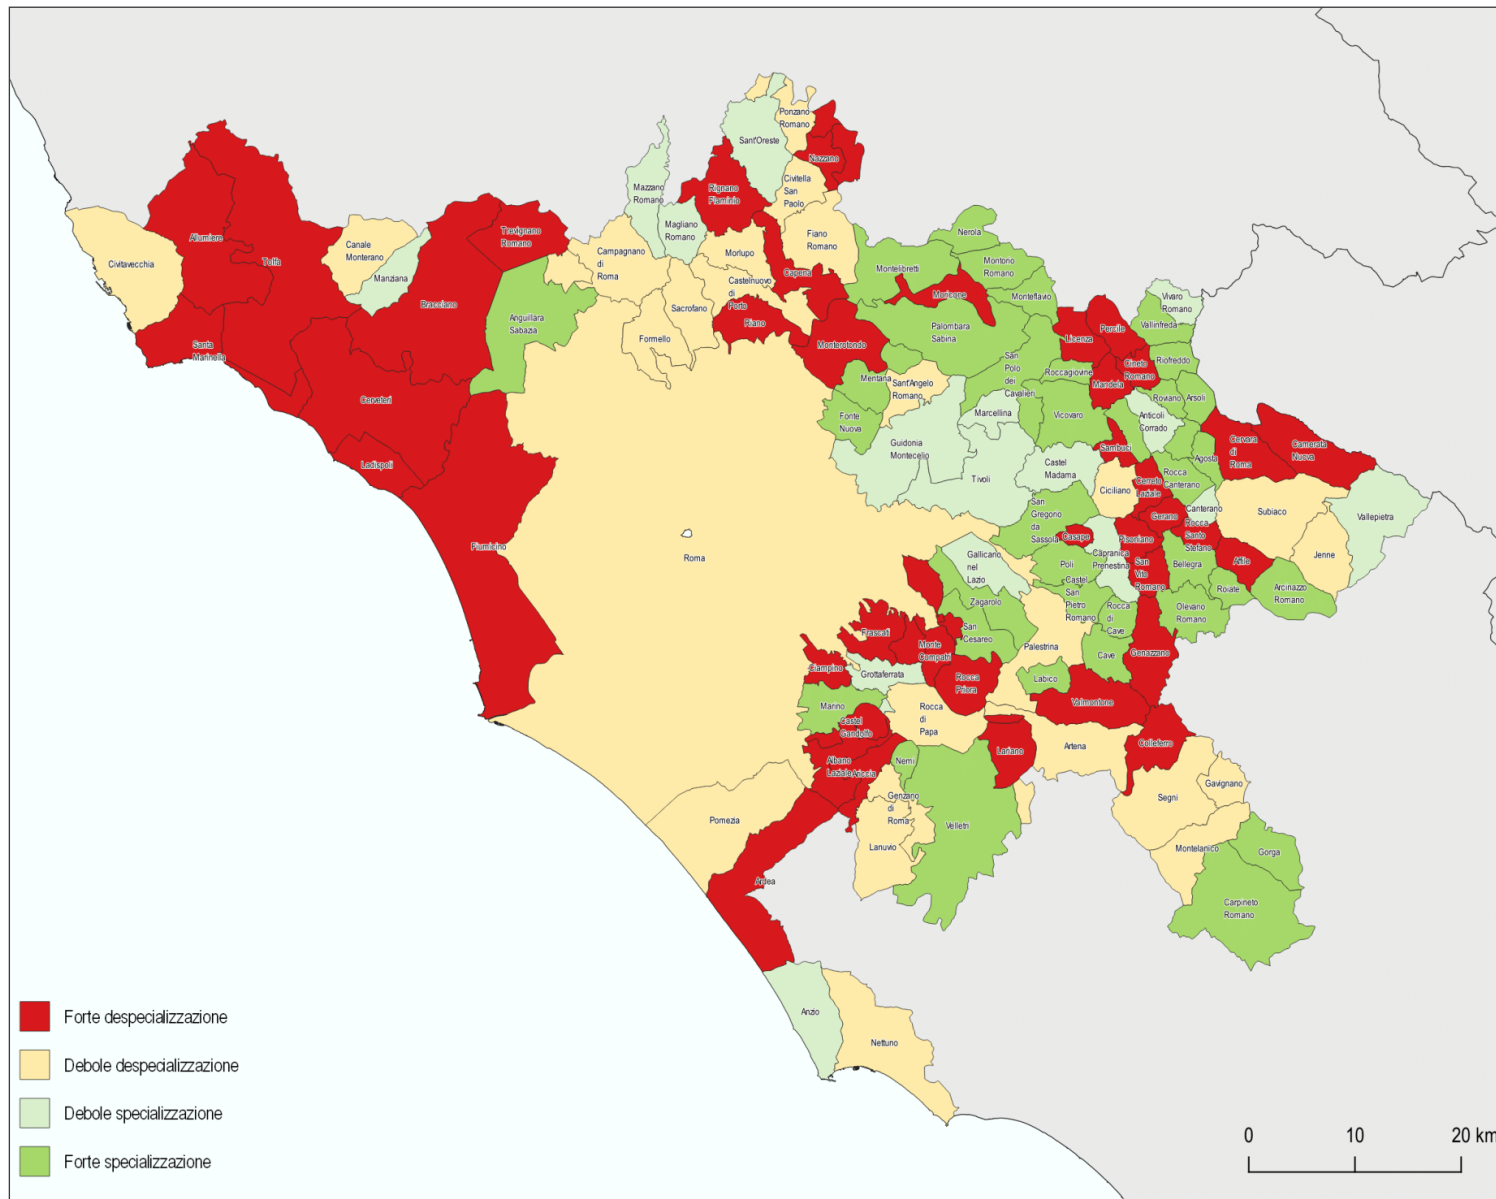 Ponzano
Romano
Sant'Oreste
Nazzano
Mazzano
Romano
Rignano
Flaminio
Civitella
San
Paolo
Magliano
Romano
Fiano
Romano
Nerola
Trevignano
Romano
Allumiere
Tolfa
Canale
Monterano
Manziana
Civitavecchia
Campagnano
di
Roma
Morlupo
Capena
Castelnuovo
di
Porto
Montelibretti
Montorio
Romano
Moricone
Monteflavio
Vivaro
Romano
Vallinfreda
Bracciano
Anguillara
Sabazia
Sacrofano
Formello
Riano
Monterotondo
Palombara
Sabina
Licenza
Percile
Santa
Marinella
San
Polo
dei
Cavalieri
Roccagiovine
Mandela
Cineto
Romano
Riofreddo
Roviano
Arsoli
Mentana
Sant'Angelo
Romano
Cerveteri
Fonte
Nuova
Marcellina
Vicovaro
Anticoli
Corrado
Guidonia
Montecelio
Sambuci
Cervara
di
Roma
Camerata
Nuova
Ladispoli
Tivoli
Castel
Madama
Agosta
Rocca
Canterano
Ciciliano
Cerreto
Laziale
Canterano
Subiaco
Vallepietra
San
Gregorio
da
Sassola
Gerano
Rocca
Santo
Stefano
Fiumicino
Roma
Casape
Pisoniano
Jenne
Gallicano
nel
Lazio
Capranica
Prenestina
Poli
San
Vito
Romano
Bellegra
Affile
Castel
San
Pietro
Romano
Roiate
Arcinazzo
Romano
Zagarolo
Rocca
di
Cave
Olevano
Romano
Frascati
San
Cesareo
Monte
Compatri
Palestrina
Cave
Genazzano
Ciampino
Grottaferrata
Rocca
Priora
Labico
Marino
Valmontone
Castel
Gandolfo
Rocca
di
Papa
Lariano
Artena
Colleferro
Albano
Laziale
Ariccia
Nemi
Genzano
di
Roma
Segni
Gavignano
Pomezia
Velletri
Lanuvio
Montelanico
Gorga
Ardea
Carpineto
Romano
Anzio
Nettuno
Forte despecializzazione
Debole despecializzazione
Debole specializzazione
Forte specializzazione
0 10 20 km